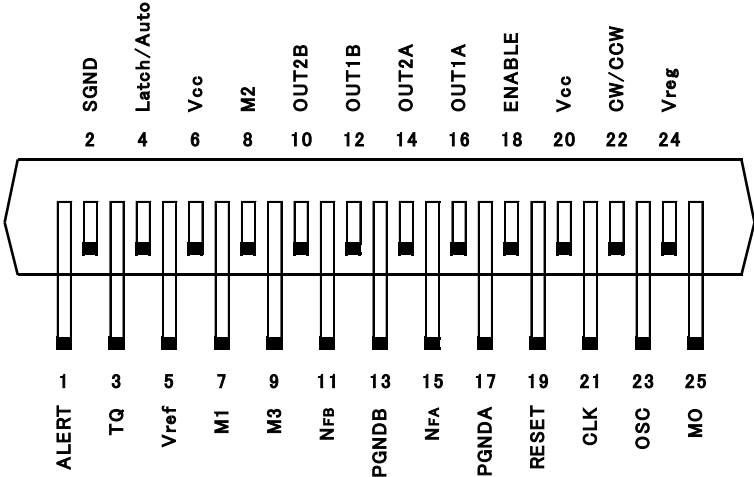 SGND
Latch/Auto
Vcc
M2
OUT2B
OUT1B
OUT2A
OUT1A
ENABLE
Vcc
CW/CCW
Vreg
2 4 6 8 10 12 14 16 18 20 22 24
1 3 5 7 9 11 13 15 17 19 21 23 25
ALERT
TQ
Vref
M1
M3
NFB
PGNDB
NFA
PGNDA
RESET
CLK
OSC
MO